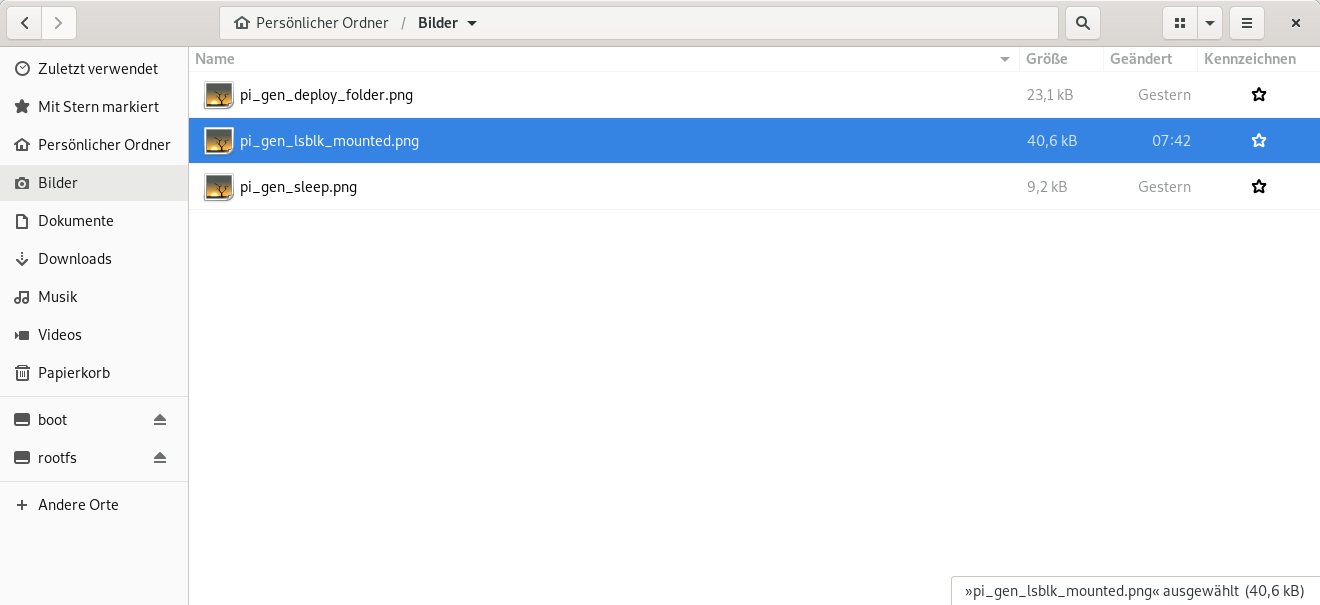 Persönlicher Ordner / Bilder
Zuletzt verwendet
Mit Stern markiert
Persönlicher Ordner
Bilder
Dokumente
Downloads
Musik
Videos
Papierkorb
boot
rootfs
Andere Orte
Name Größe Geändert Kennzeichnen
pi_gen_deploy_folder.png 23,1 kB Gestern
pi_gen_lsblk_mounted.png 40,6 kB 07:42
pi_gen_sleep.png 9,2 kB Gestern
»pi_gen_lsblk_mounted.png« ausgewählt (40,6 kB)